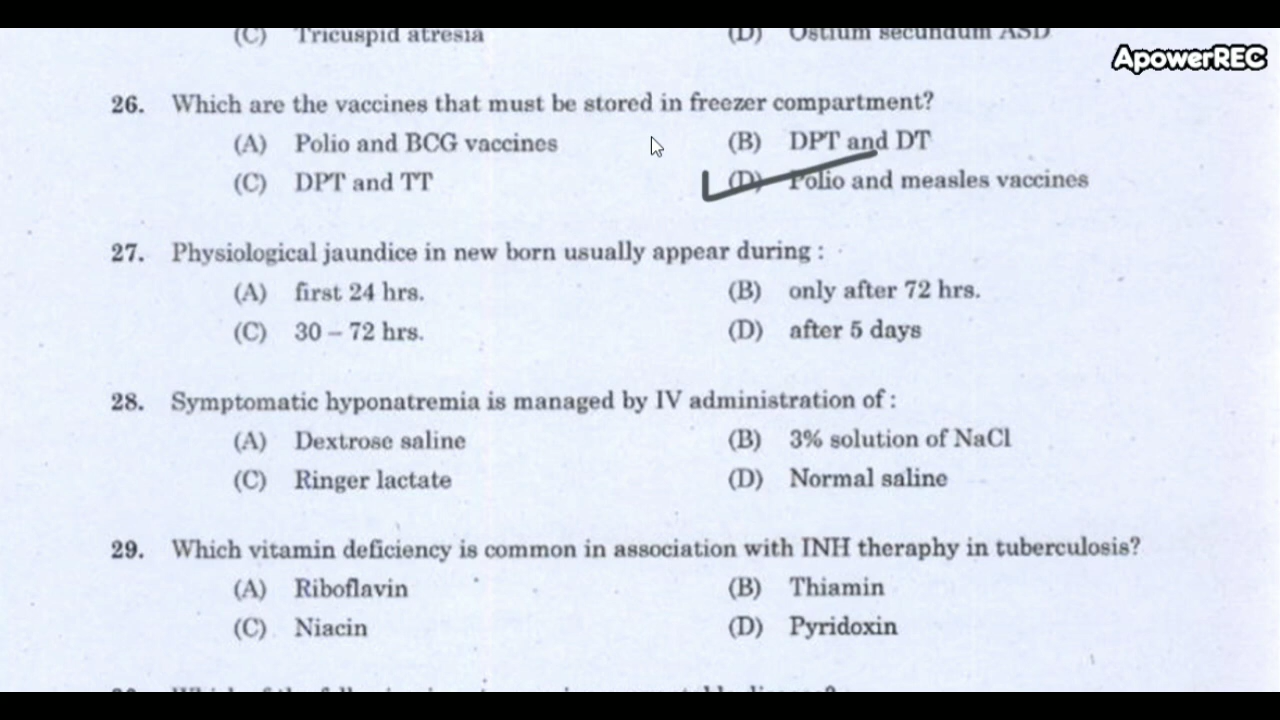 (C) Tricuspid atresia (D) Ostium secundum ASD
ApowerREC
26. Which are the vaccines that must be stored in freezer compartment?
(A) Polio and BCG vaccines (B) DPT and DT
(C) DPT and TT (D) Polio and measles vaccines
27. Physiological jaundice in new born usually appear during :
(A) first 24 hrs. (B) only after 72 hrs.
(C) 30 – 72 hrs. (D) after 5 days
28. Symptomatic hyponatremia is managed by IV administration of :
(A) Dextrose saline (B) 3% solution of NaCl
(C) Ringer lactate (D) Normal saline
29. Which vitamin deficiency is common in association with INH theraphy in tuberculosis?
(A) Riboflavin (B) Thiamin
(C) Niacin (D) Pyridoxin